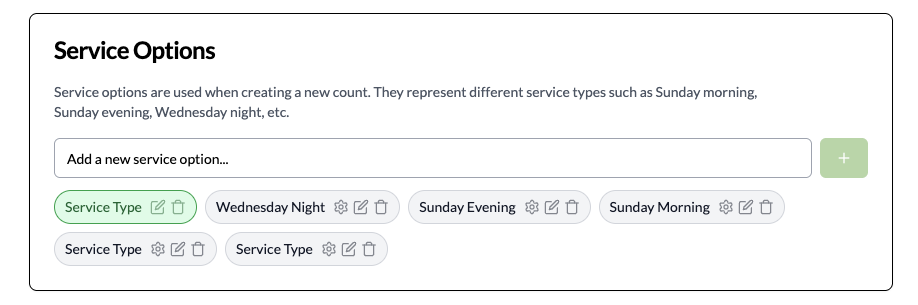 Service Options
Service options are used when creating a new count. They represent different service types such as Sunday morning,
Sunday evening, Wednesday night, etc.
Add a new service option...
+
Service Type Wednesday Night Sunday Evening Sunday Morning
Service Type Service Type